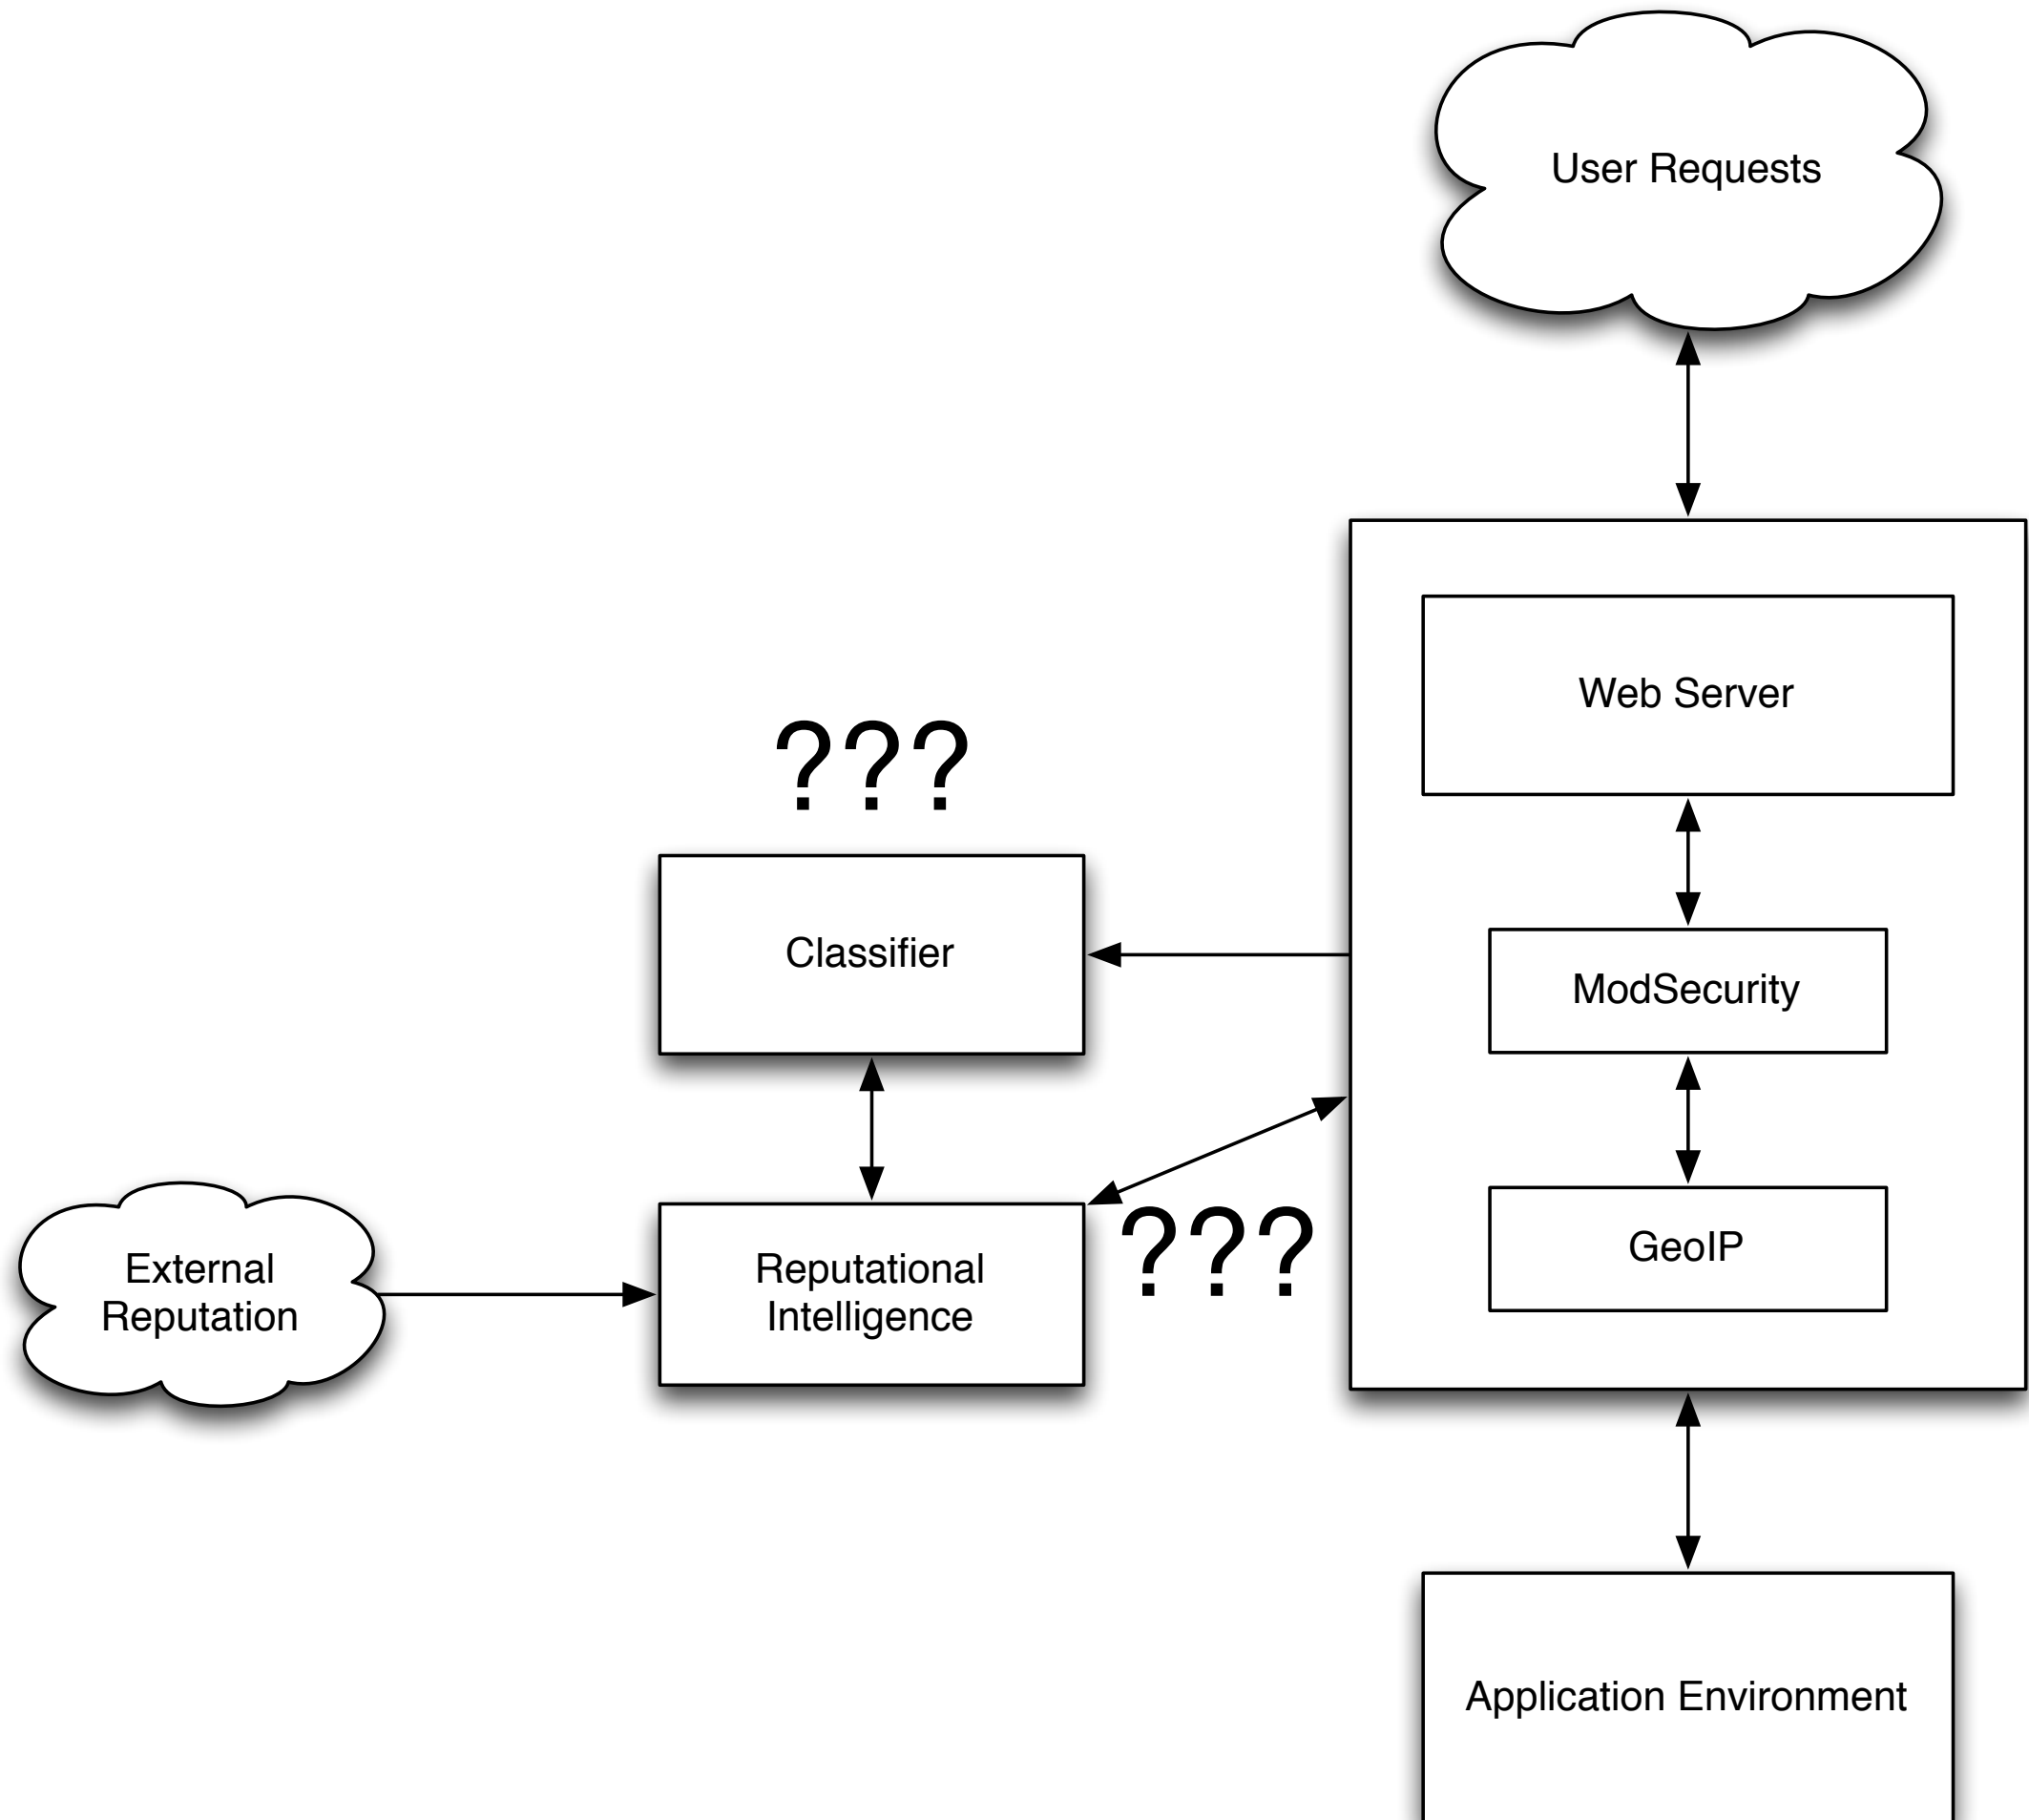 User Requests
Web Server
???
Classifier
ModSecurity
External
Reputation
Reputational
Intelligence
???
GeoIP
Application Environment